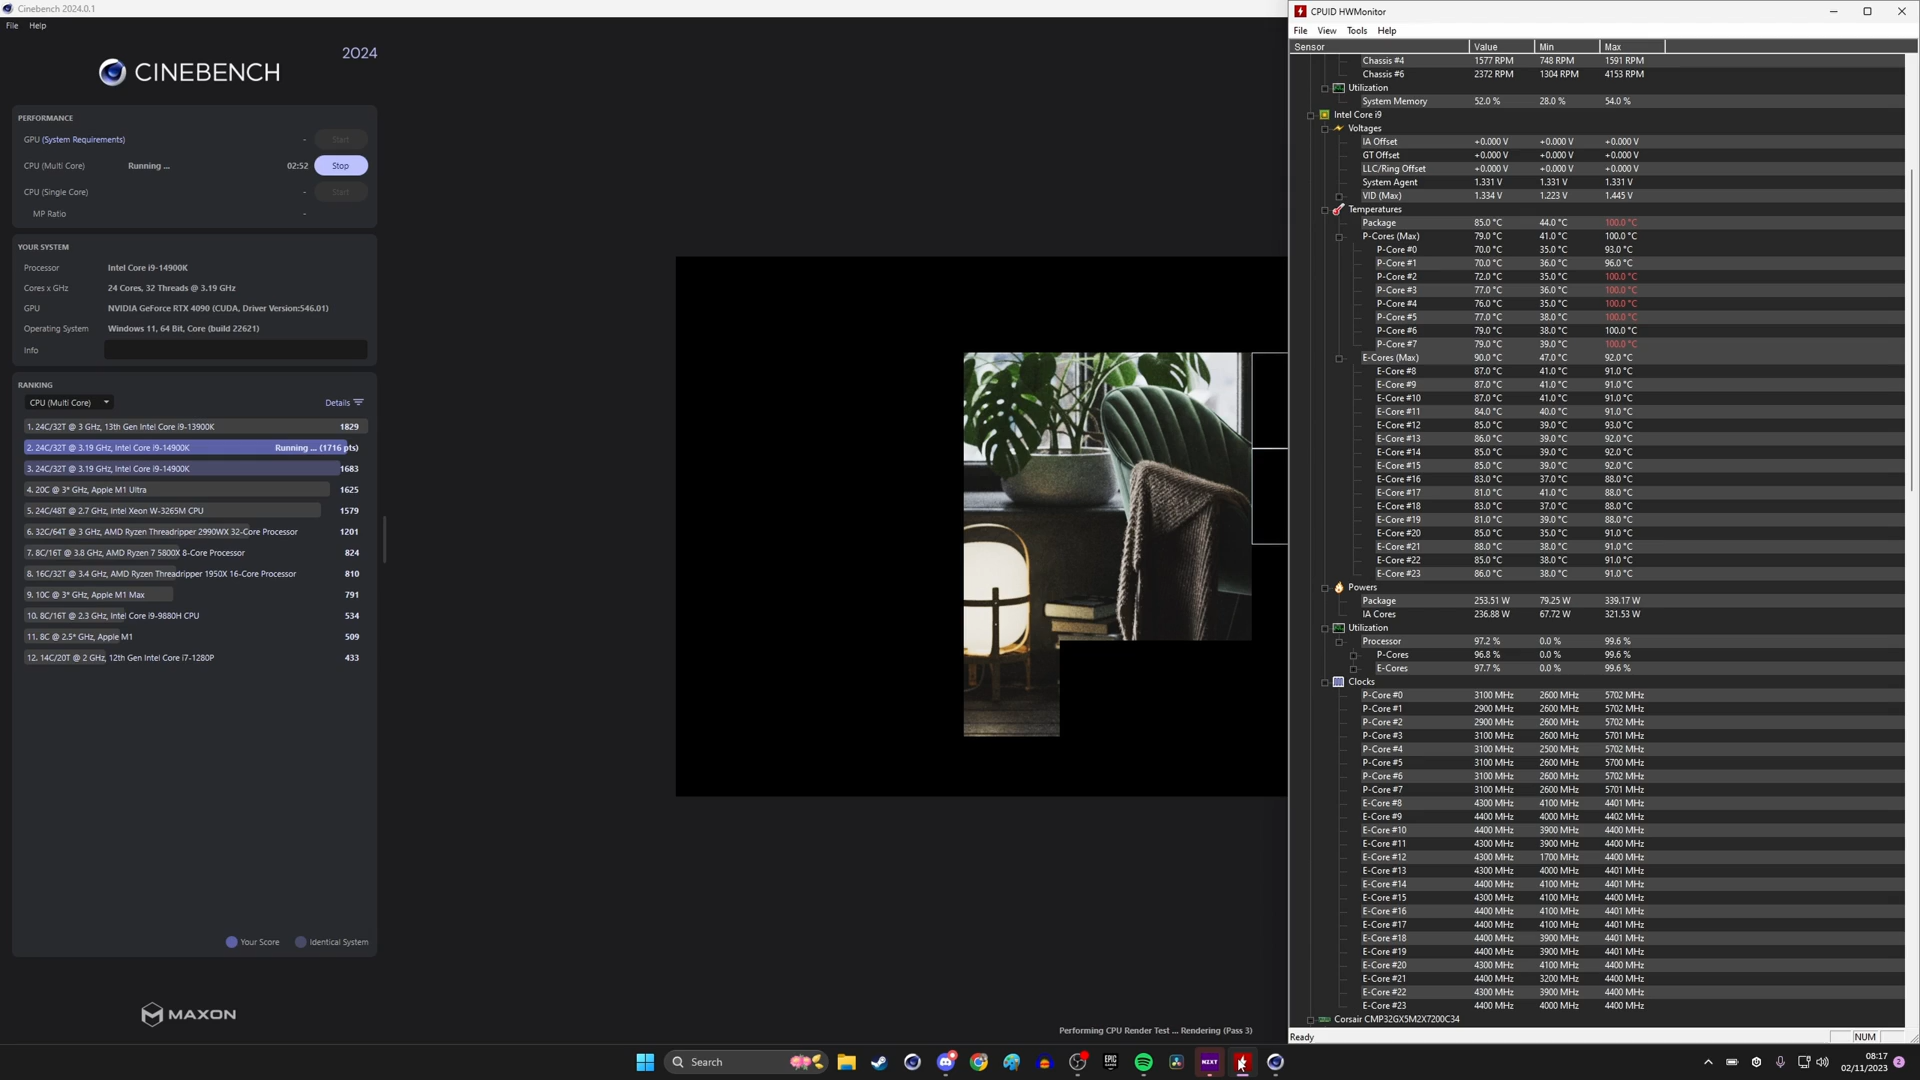 Cinebench 2024.0.1
File Help
2024
CINEBENCH
PERFORMANCE
GPU (System Requirements) - Start
CPU (Multi Core) Running ... 02:52 Stop
CPU (Single Core) - Start
MP Ratio -
YOUR SYSTEM
Processor Intel Core i9-14900K
Cores x GHz 24 Cores, 32 Threads @ 3.19 GHz
GPU NVIDIA GeForce RTX 4090 (CUDA, Driver Version:546.01)
Operating System Windows 11, 64 Bit, Core (build 22621)
Info
RANKING
CPU (Multi Core) Details
1. 24C/32T @ 3 GHz, 13th Gen Intel Core i9-13900K 1829
2. 24C/32T @ 3.19 GHz, Intel Core i9-14900K Running ... (1716 pts)
3. 24C/32T @ 3.19 GHz, Intel Core i9-14900K 1683
4. 20C @ 3* GHz, Apple M1 Ultra 1625
5. 24C/48T @ 2.7 GHz, Intel Xeon W-3265M CPU 1579
6. 32C/64T @ 3 GHz, AMD Ryzen Threadripper 2990WX 32-Core Processor 1201
7. 8C/16T @ 3.8 GHz, AMD Ryzen 7 5800X 8-Core Processor 824
8. 16C/32T @ 3.4 GHz, AMD Ryzen Threadripper 1950X 16-Core Processor 810
9. 10C @ 3* GHz, Apple M1 Max 791
10. 8C/16T @ 2.3 GHz, Intel Core i9-9880H CPU 534
11. 8C @ 2.5* GHz, Apple M1 509
12. 14C/20T @ 2 GHz, 12th Gen Intel Core i7-1280P 433
Your Score Identical System
MAXON
Performing CPU Render Test ... Rendering (Pass 3)
CPUID HWMonitor
File View Tools Help
Sensor Value Min Max
Chassis #4 1577 RPM 748 RPM 1591 RPM
Chassis #6 2372 RPM 1304 RPM 4153 RPM
Utilization
System Memory 52.0 % 28.0 % 54.0 %
Intel Core i9
Voltages
IA Offset +0.000 V +0.000 V +0.000 V
GT Offset +0.000 V +0.000 V +0.000 V
LLC/Ring Offset +0.000 V +0.000 V +0.000 V
System Agent 1.331 V 1.331 V 1.331 V
VID (Max) 1.334 V 1.223 V 1.445 V
Temperatures
Package 85.0 °C 44.0 °C 100.0 °C
P-Cores (Max) 79.0 °C 41.0 °C 100.0 °C
P-Core #0 70.0 °C 35.0 °C 93.0 °C
P-Core #1 70.0 °C 36.0 °C 96.0 °C
P-Core #2 72.0 °C 35.0 °C 100.0 °C
P-Core #3 77.0 °C 36.0 °C 100.0 °C
P-Core #4 76.0 °C 35.0 °C 100.0 °C
P-Core #5 77.0 °C 38.0 °C 100.0 °C
P-Core #6 79.0 °C 38.0 °C 100.0 °C
P-Core #7 79.0 °C 39.0 °C 100.0 °C
E-Cores (Max) 90.0 °C 47.0 °C 92.0 °C
E-Core #8 87.0 °C 41.0 °C 91.0 °C
E-Core #9 87.0 °C 41.0 °C 91.0 °C
E-Core #10 87.0 °C 41.0 °C 91.0 °C
E-Core #11 84.0 °C 40.0 °C 91.0 °C
E-Core #12 85.0 °C 39.0 °C 91.0 °C
E-Core #13 86.0 °C 39.0 °C 92.0 °C
E-Core #14 85.0 °C 39.0 °C 92.0 °C
E-Core #15 85.0 °C 39.0 °C 92.0 °C
E-Core #16 83.0 °C 37.0 °C 88.0 °C
E-Core #17 81.0 °C 41.0 °C 88.0 °C
E-Core #18 83.0 °C 37.0 °C 88.0 °C
E-Core #19 81.0 °C 39.0 °C 88.0 °C
E-Core #20 85.0 °C 35.0 °C 91.0 °C
E-Core #21 88.0 °C 38.0 °C 91.0 °C
E-Core #22 85.0 °C 38.0 °C 91.0 °C
E-Core #23 86.0 °C 38.0 °C 91.0 °C
Powers
Package 253.51 W 79.25 W 339.17 W
IA Cores 236.88 W 67.72 W 321.53 W
Utilization
Processor 97.2 % 0.0 % 99.6 %
P-Cores 96.8 % 0.0 % 99.6 %
E-Cores 97.7 % 0.0 % 99.6 %
Clocks
P-Core #0 3100 MHz 2600 MHz 5702 MHz
P-Core #1 2900 MHz 2600 MHz 5702 MHz
P-Core #2 2900 MHz 2600 MHz 5702 MHz
P-Core #3 3100 MHz 2600 MHz 5701 MHz
P-Core #4 3100 MHz 2500 MHz 5702 MHz
P-Core #5 3100 MHz 2600 MHz 5700 MHz
P-Core #6 3100 MHz 2600 MHz 5702 MHz
P-Core #7 3100 MHz 2600 MHz 5701 MHz
E-Core #8 4300 MHz 4100 MHz 4401 MHz
E-Core #9 4400 MHz 4000 MHz 4402 MHz
E-Core #10 4400 MHz 3900 MHz 4400 MHz
E-Core #11 4300 MHz 3900 MHz 4400 MHz
E-Core #12 4300 MHz 1700 MHz 4400 MHz
E-Core #13 4300 MHz 4000 MHz 4401 MHz
E-Core #14 4400 MHz 4100 MHz 4401 MHz
E-Core #15 4300 MHz 4100 MHz 4400 MHz
E-Core #16 4400 MHz 4100 MHz 4401 MHz
E-Core #17 4400 MHz 4100 MHz 4401 MHz
E-Core #18 4400 MHz 3900 MHz 4401 MHz
E-Core #19 4400 MHz 3900 MHz 4401 MHz
E-Core #20 4300 MHz 4100 MHz 4400 MHz
E-Core #21 4400 MHz 3200 MHz 4400 MHz
E-Core #22 4300 MHz 3900 MHz 4400 MHz
E-Core #23 4400 MHz 4000 MHz 4400 MHz
Corsair CMP32GX5M2X7200C34
Ready NUM
Search
EPIC GAMES
NZXT
08:17
02/11/2023 2